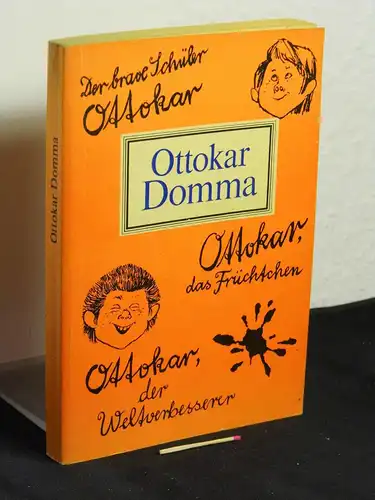 Der brave Schüler
Ottokar
Ottokar
Domma
Ottokar,
das Früchtchen
Ottokar,
der
Weltverbesserer
Ottokar Domma